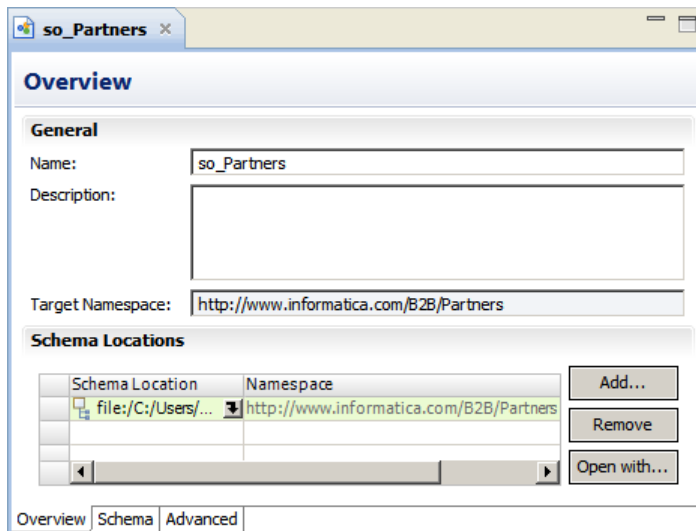 so_Partners
Overview
General
Name: so_Partners
Description:
Target Namespace: http://www.informatica.com/B2B/Partners
Schema Locations
Schema Location Namespace
file:/C:/Users/... http://www.informatica.com/B2B/Partners
Add...
Remove
Open with...
Overview Schema Advanced